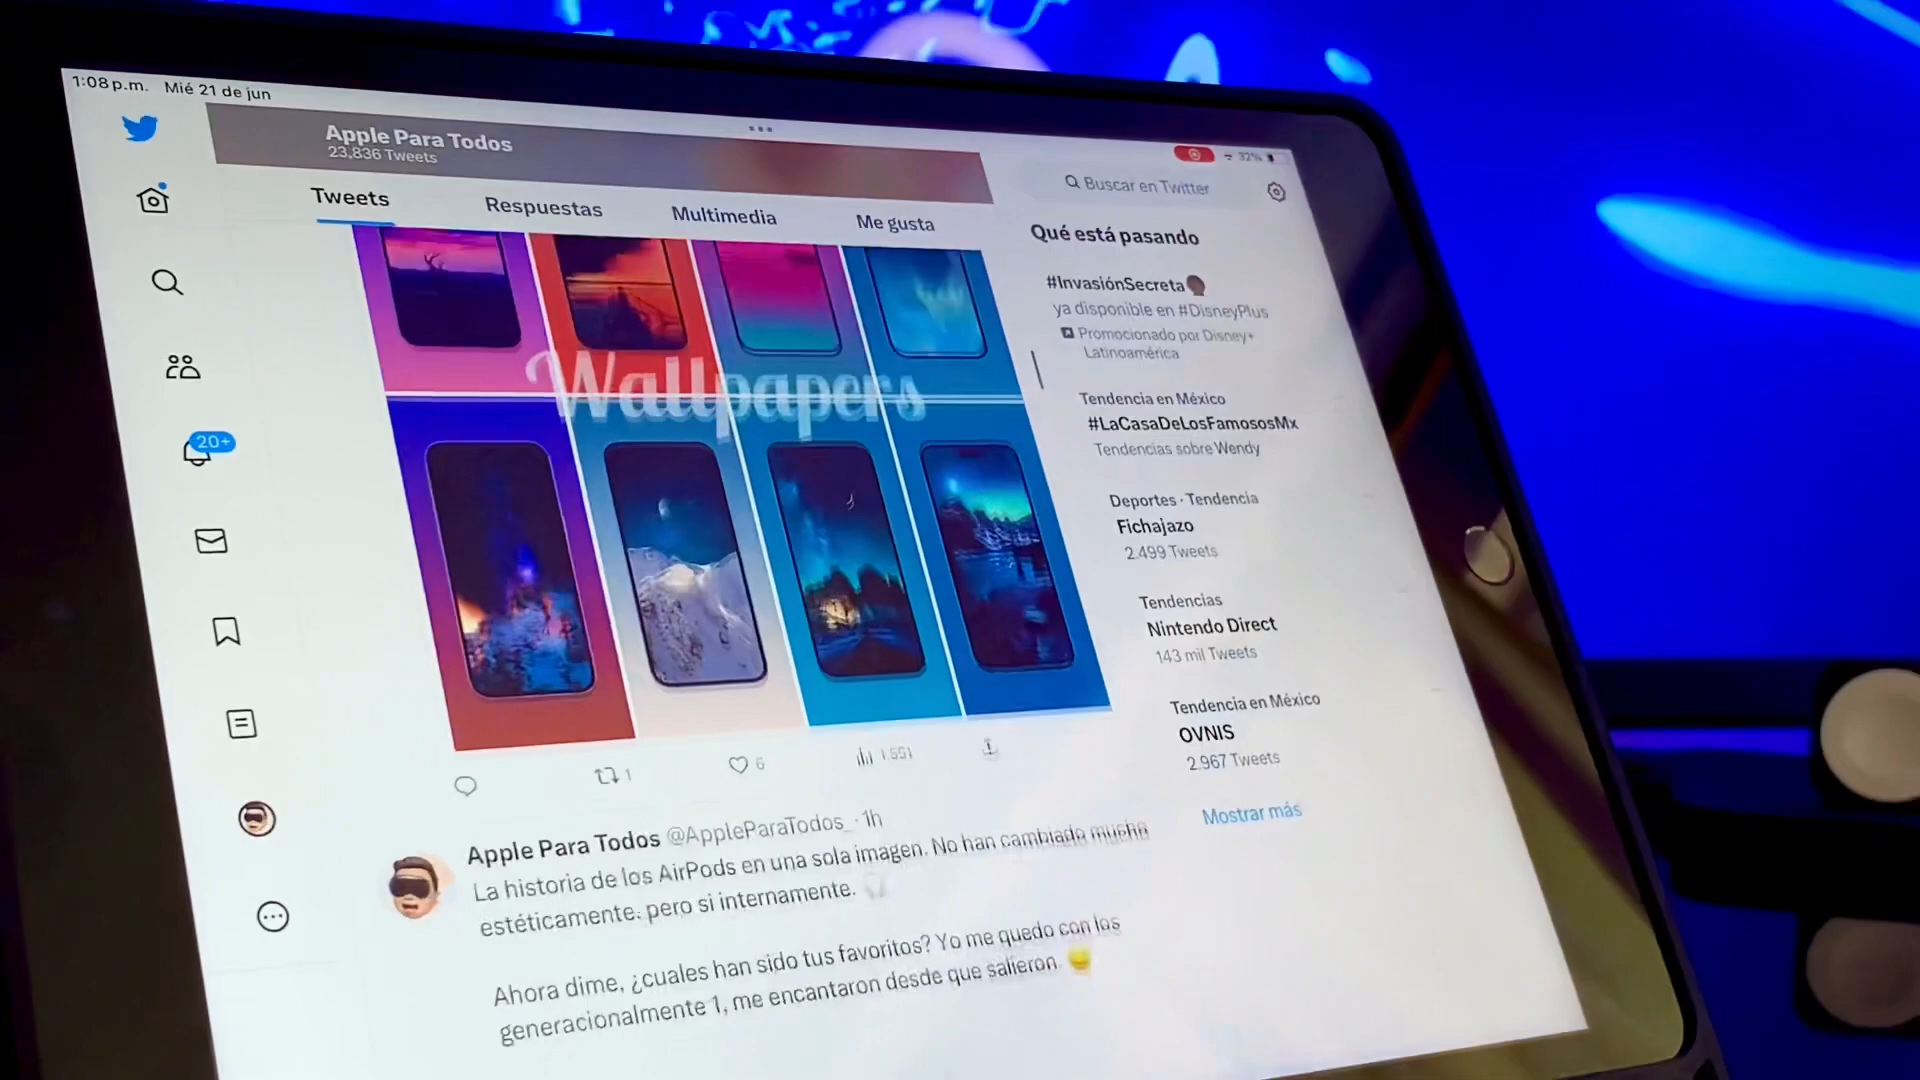 1:08 p.m. Mié 21 de jun
32%
Apple Para Todos
23,836 Tweets
Tweets
Respuestas
Multimedia
Me gusta
Wallpapers
20+
1
6
1.551
Apple Para Todos @AppleParaTodos_ · 1h
La historia de los AirPods en una sola imagen. No han cambiado mucho
estéticamente. pero si internamente.
Ahora dime, ¿cuales han sido tus favoritos? Yo me quedo con los
generacionalmente 1, me encantaron desde que salieron.
Buscar en Twitter
Qué está pasando
#InvasiónSecreta
ya disponible en #DisneyPlus
Promocionado por Disney+
Latinoamérica
Tendencia en México
#LaCasaDeLosFamososMx
Tendencias sobre Wendy
Deportes · Tendencia
Fichajazo
2.499 Tweets
Tendencias
Nintendo Direct
143 mil Tweets
Tendencia en México
OVNIS
2.967 Tweets
Mostrar más